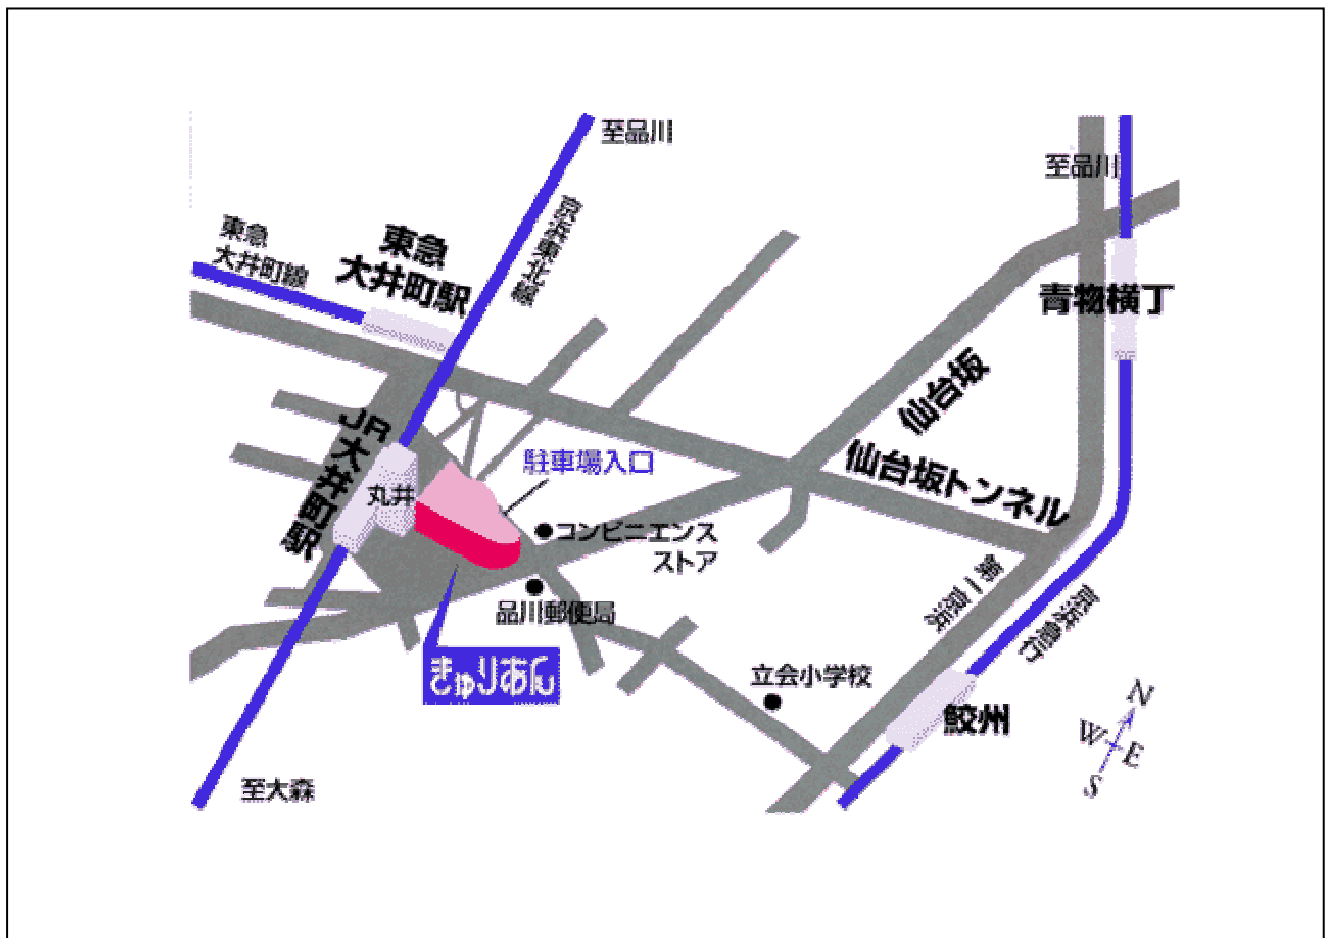 至品川
至品川
京浜東北線
東急
大井町線
東急
大井町駅
青物横丁
仙台坂
仙台坂トンネル
JR大井町駅
丸井
駐車場入口
コンビニエンス
ストア
品川郵便局
第一京浜
京浜急行
きゅりあん
立会小学校
鮫州
至大森
N
W
E
S